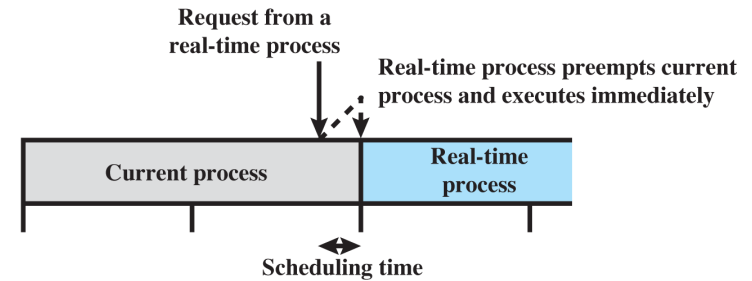 Request from a
real-time process
Real-time process preempts current
process and executes immediately
Current process
Real-time
process
Scheduling time